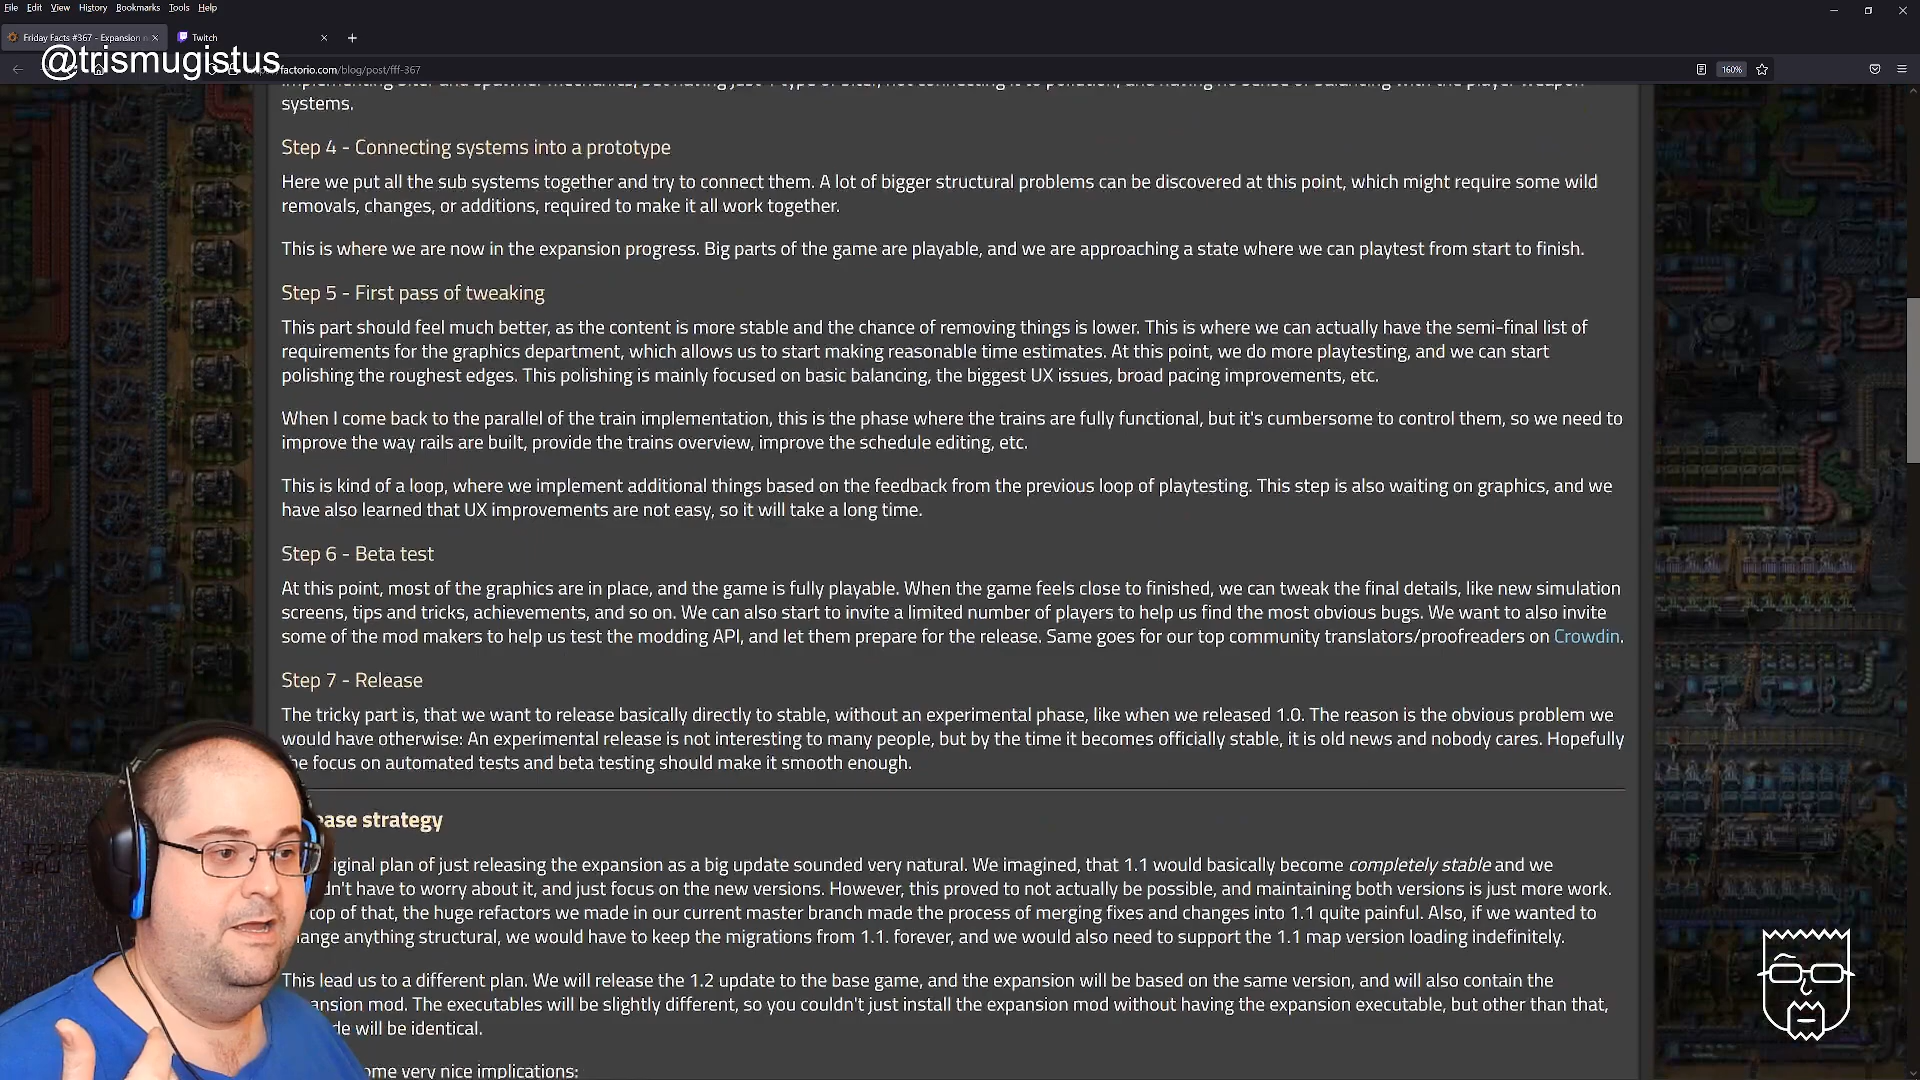 File Edit View History Bookmarks Tools Help
Friday Facts #367 - Expansion
Twitch
@trismugistus
factorio.com/blog/post/fff-367
160%
systems.
Step 4 - Connecting systems into a prototype
Here we put all the sub systems together and try to connect them. A lot of bigger structural problems can be discovered at this point, which might require some wild
removals, changes, or additions, required to make it all work together.
This is where we are now in the expansion progress. Big parts of the game are playable, and we are approaching a state where we can playtest from start to finish.
Step 5 - First pass of tweaking
This part should feel much better, as the content is more stable and the chance of removing things is lower. This is where we can actually have the semi-final list of
requirements for the graphics department, which allows us to start making reasonable time estimates. At this point, we do more playtesting, and we can start
polishing the roughest edges. This polishing is mainly focused on basic balancing, the biggest UX issues, broad pacing improvements, etc.
When I come back to the parallel of the train implementation, this is the phase where the trains are fully functional, but it's cumbersome to control them, so we need to
improve the way rails are built, provide the trains overview, improve the schedule editing, etc.
This is kind of a loop, where we implement additional things based on the feedback from the previous loop of playtesting. This step is also waiting on graphics, and we
have also learned that UX improvements are not easy, so it will take a long time.
Step 6 - Beta test
At this point, most of the graphics are in place, and the game is fully playable. When the game feels close to finished, we can tweak the final details, like new simulation
screens, tips and tricks, achievements, and so on. We can also start to invite a limited number of players to help us find the most obvious bugs. We want to also invite
some of the mod makers to help us test the modding API, and let them prepare for the release. Same goes for our top community translators/proofreaders on Crowdin.
Step 7 - Release
The tricky part is, that we want to release basically directly to stable, without an experimental phase, like when we released 1.0. The reason is the obvious problem we
would have otherwise: An experimental release is not interesting to many people, but by the time it becomes officially stable, it is old news and nobody cares. Hopefully
he focus on automated tests and beta testing should make it smooth enough.
ease strategy
iginal plan of just releasing the expansion as a big update sounded very natural. We imagined, that 1.1 would basically become completely stable and we
dn't have to worry about it, and just focus on the new versions. However, this proved to not actually be possible, and maintaining both versions is just more work.
top of that, the huge refactors we made in our current master branch made the process of merging fixes and changes into 1.1 quite painful. Also, if we wanted to
ange anything structural, we would have to keep the migrations from 1.1. forever, and we would also need to support the 1.1 map version loading indefinitely.
This lead us to a different plan. We will release the 1.2 update to the base game, and the expansion will be based on the same version, and will also contain the
pansion mod. The executables will be slightly different, so you couldn't just install the expansion mod without having the expansion executable, but other than that,
de will be identical.
ome very nice implications: